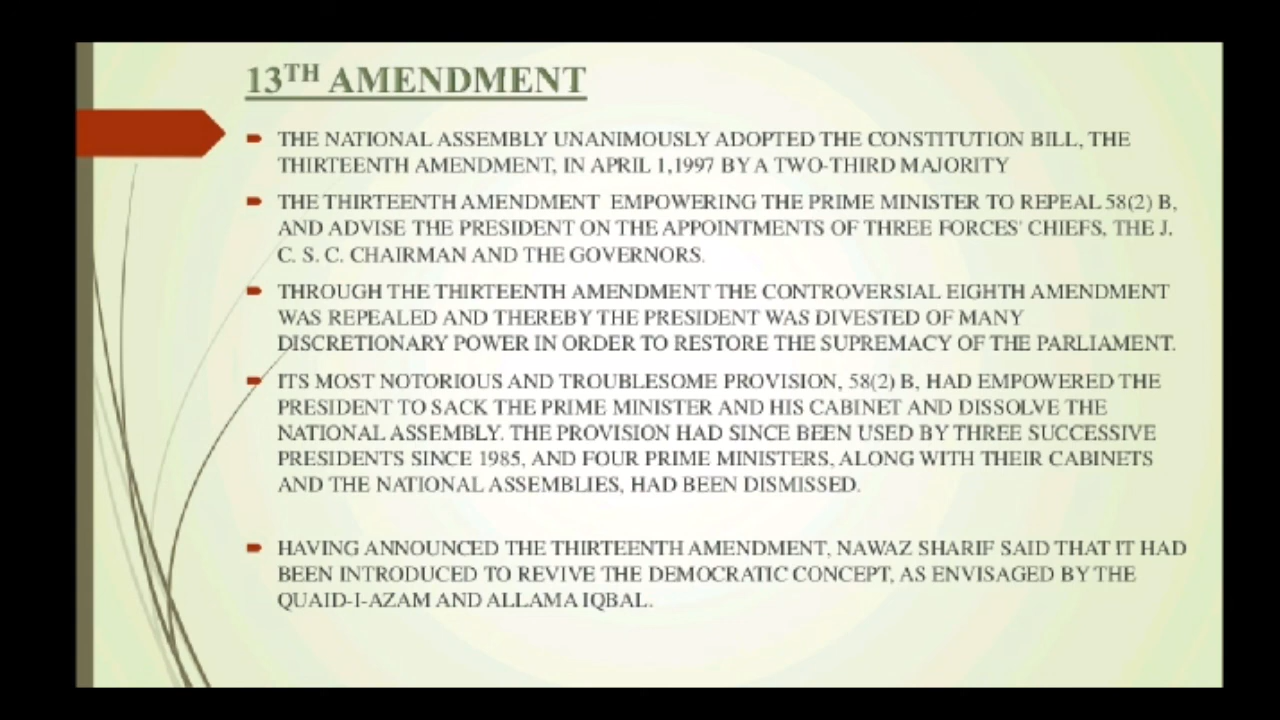 13TH AMENDMENT
THE NATIONAL ASSEMBLY UNANIMOUSLY ADOPTED THE CONSTITUTION BILL, THE
THIRTEENTH AMENDMENT, IN APRIL 1,1997 BY A TWO-THIRD MAJORITY
THE THIRTEENTH AMENDMENT EMPOWERING THE PRIME MINISTER TO REPEAL 58(2) B,
AND ADVISE THE PRESIDENT ON THE APPOINTMENTS OF THREE FORCES' CHIEFS, THE J.
C. S. C. CHAIRMAN AND THE GOVERNORS.
THROUGH THE THIRTEENTH AMENDMENT THE CONTROVERSIAL EIGHTH AMENDMENT
WAS REPEALED AND THEREBY THE PRESIDENT WAS DIVESTED OF MANY
DISCRETIONARY POWER IN ORDER TO RESTORE THE SUPREMACY OF THE PARLIAMENT.
ITS MOST NOTORIOUS AND TROUBLESOME PROVISION, 58(2) B, HAD EMPOWERED THE
PRESIDENT TO SACK THE PRIME MINISTER AND HIS CABINET AND DISSOLVE THE
NATIONAL ASSEMBLY. THE PROVISION HAD SINCE BEEN USED BY THREE SUCCESSIVE
PRESIDENTS SINCE 1985, AND FOUR PRIME MINISTERS, ALONG WITH THEIR CABINETS
AND THE NATIONAL ASSEMBLIES, HAD BEEN DISMISSED.
HAVING ANNOUNCED THE THIRTEENTH AMENDMENT, NAWAZ SHARIF SAID THAT IT HAD
BEEN INTRODUCED TO REVIVE THE DEMOCRATIC CONCEPT, AS ENVISAGED BY THE
QUAID-I-AZAM AND ALLAMA IQBAL.